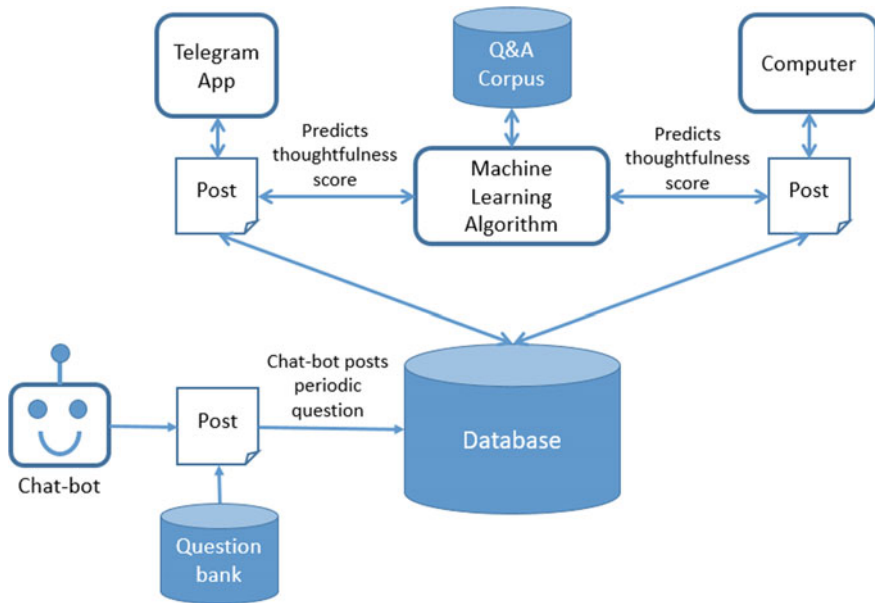 Telegram
App
Q&A
Corpus
Computer
Predicts
thoughtfulness
score
Predicts
thoughtfulness
score
Post
Machine
Learning
Algorithm
Post
Chat-bot posts
periodic
question
Post
Database
Chat-bot
Question
bank